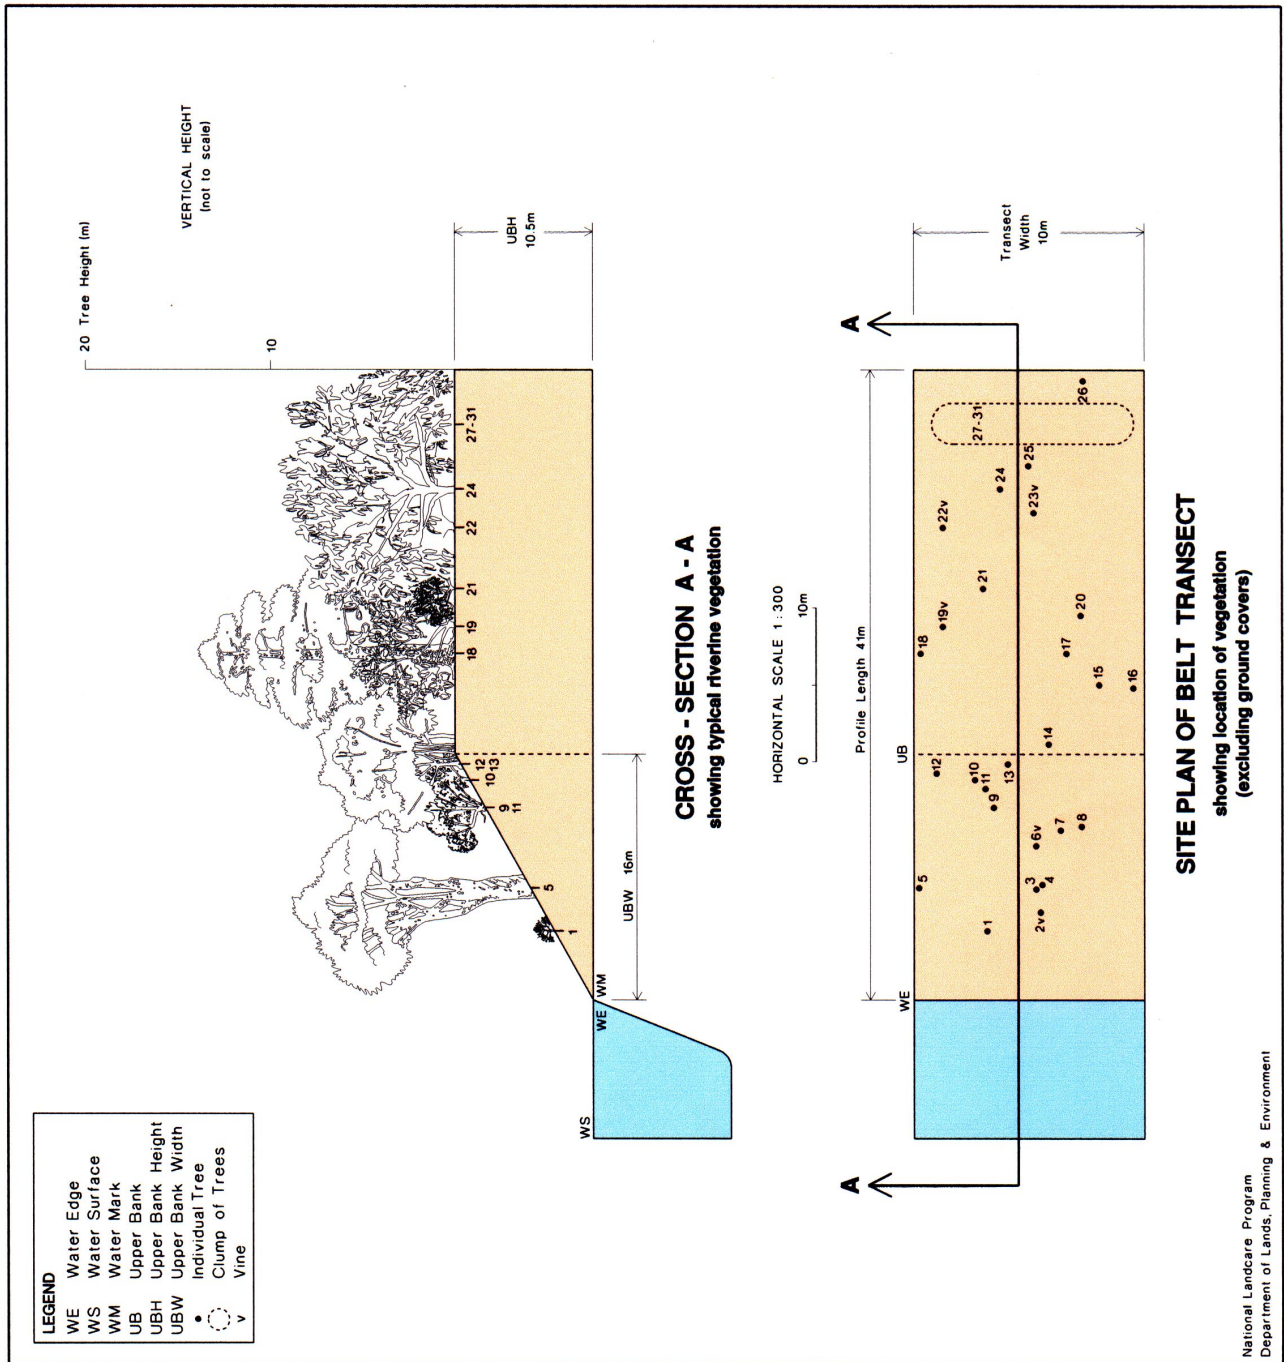 LEGEND
WE Water Edge
WS Water Surface
WM Water Mark
UB Upper Bank
UBH Upper Bank Height
UBW Upper Bank Width
• Individual Tree
Clump of Trees
v Vine
20 Tree Height (m)
10
VERTICAL HEIGHT
(not to scale)
1
5
9
11
10
12
13
18
19
21
22
24
27-31
UBH
10.5m
WS
WE
WM
UBW 16m
CROSS - SECTION A - A
showing typical riverine vegetation
HORIZONTAL SCALE 1 : 300
0
10m
Profile Length 41m
A
A
WE
UB
Transect
Width
10m
5
12
18
19v
22v
1
9
11
10
13
21
24
27-31
2v
3
4
6v
7
8
14
17
15
16
20
23v
25
26
SITE PLAN OF BELT TRANSECT
showing location of vegetation
(excluding ground covers)
National Landcare Program
Department of Lands, Planning & Environment